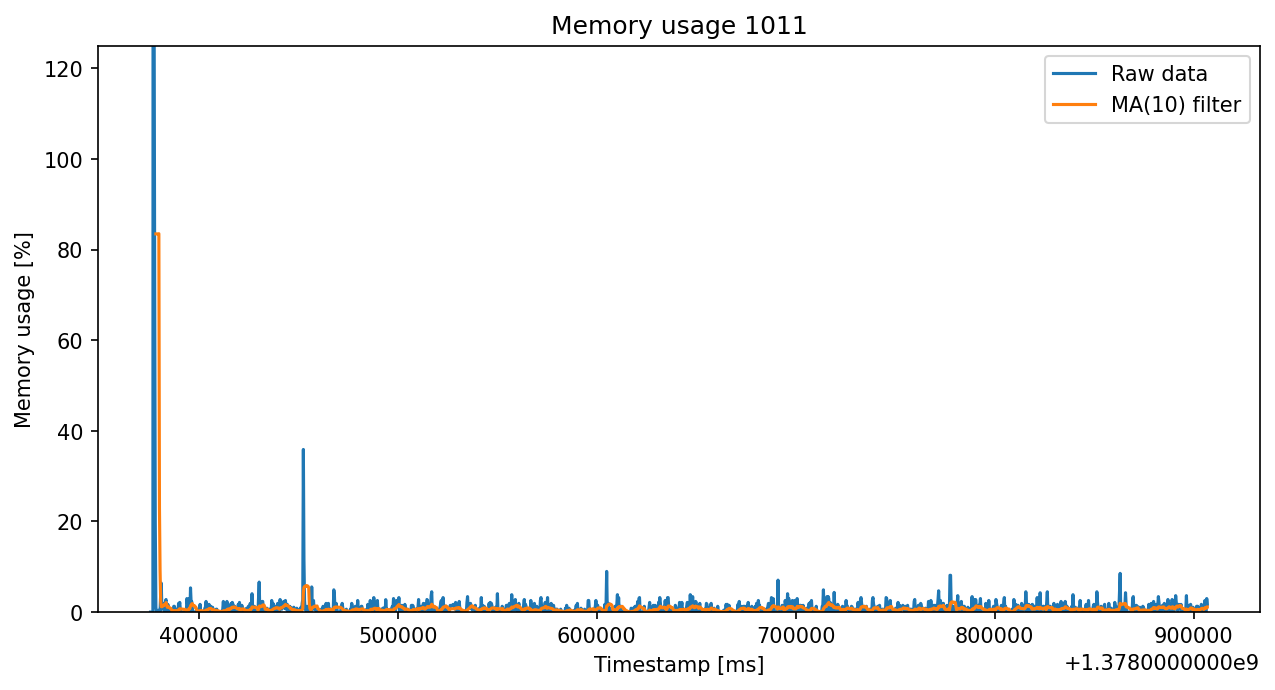 Memory usage 1011
Raw data
MA(10) filter
Memory usage [%]
120
100
80
60
40
20
0
400000 500000 600000 700000 800000 900000
Timestamp [ms]
+1.3780000000e9